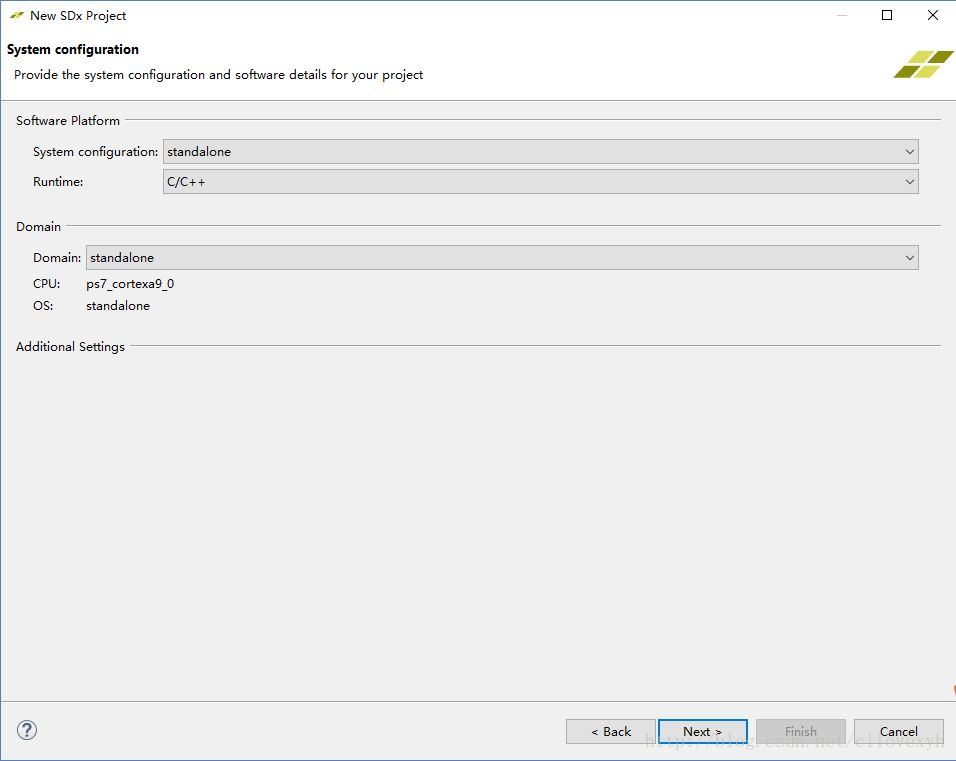 New SDx Project
System configuration
Provide the system configuration and software details for your project
Software Platform
System configuration: standalone
Runtime: C/C++
Domain
Domain: standalone
CPU: ps7_cortexa9_0
OS: standalone
Additional Settings
? < Back Next > Finish Cancel
http://blog.csdn.net/cllovexyh